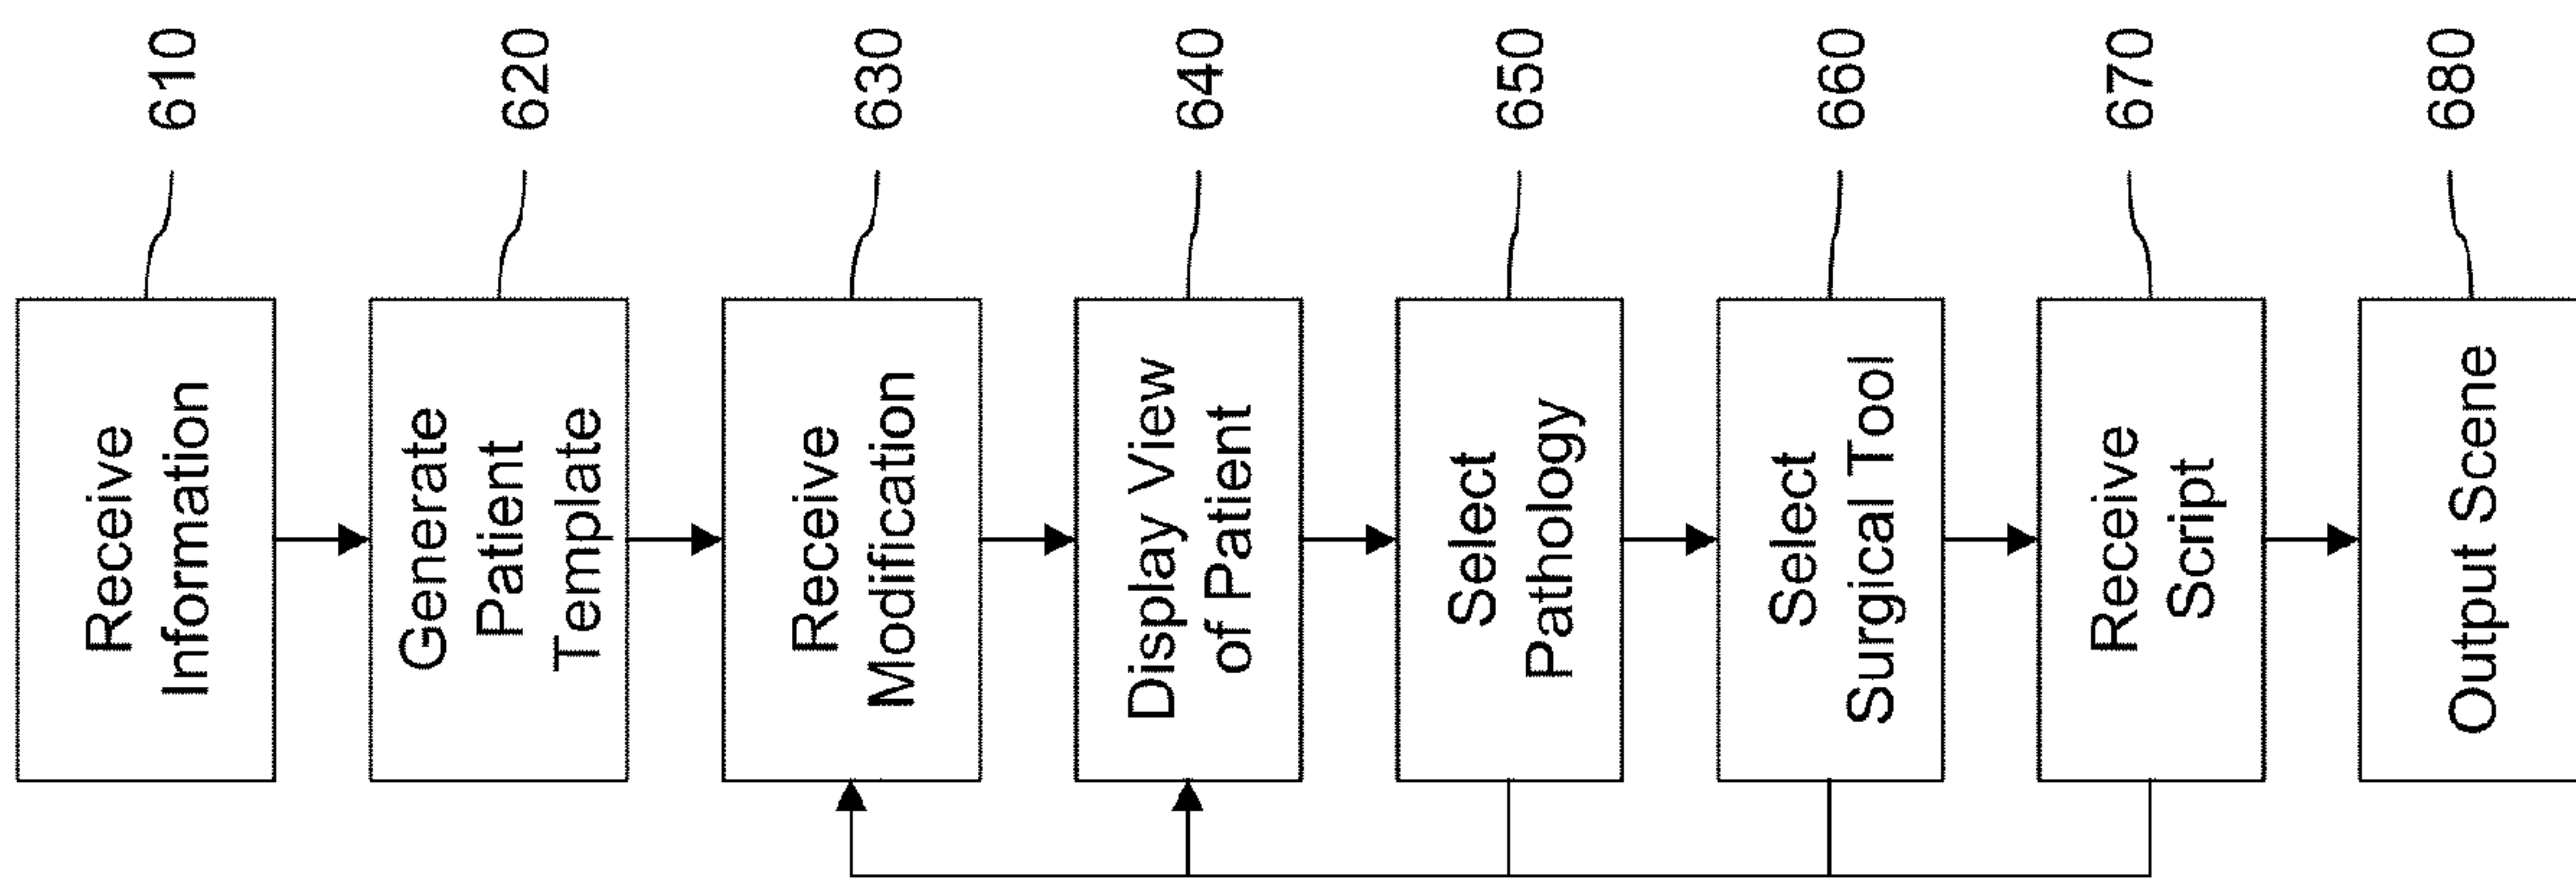 Receive
Information
610
Generate
Patient
Template
620
Receive
Modification
630
Display View
of Patient
640
Select
Pathology
650
Select
Surgical Tool
660
Receive
Script
670
Output Scene
680